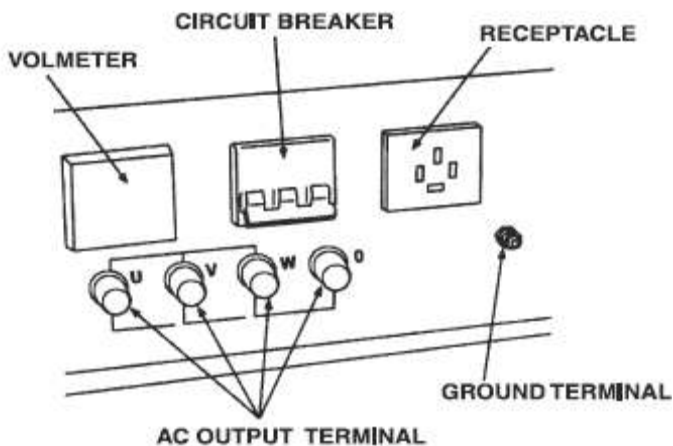 CIRCUIT BREAKER
RECEPTACLE
VOLMETER
U
V
W
0
GROUND TERMINAL
AC OUTPUT TERMINAL